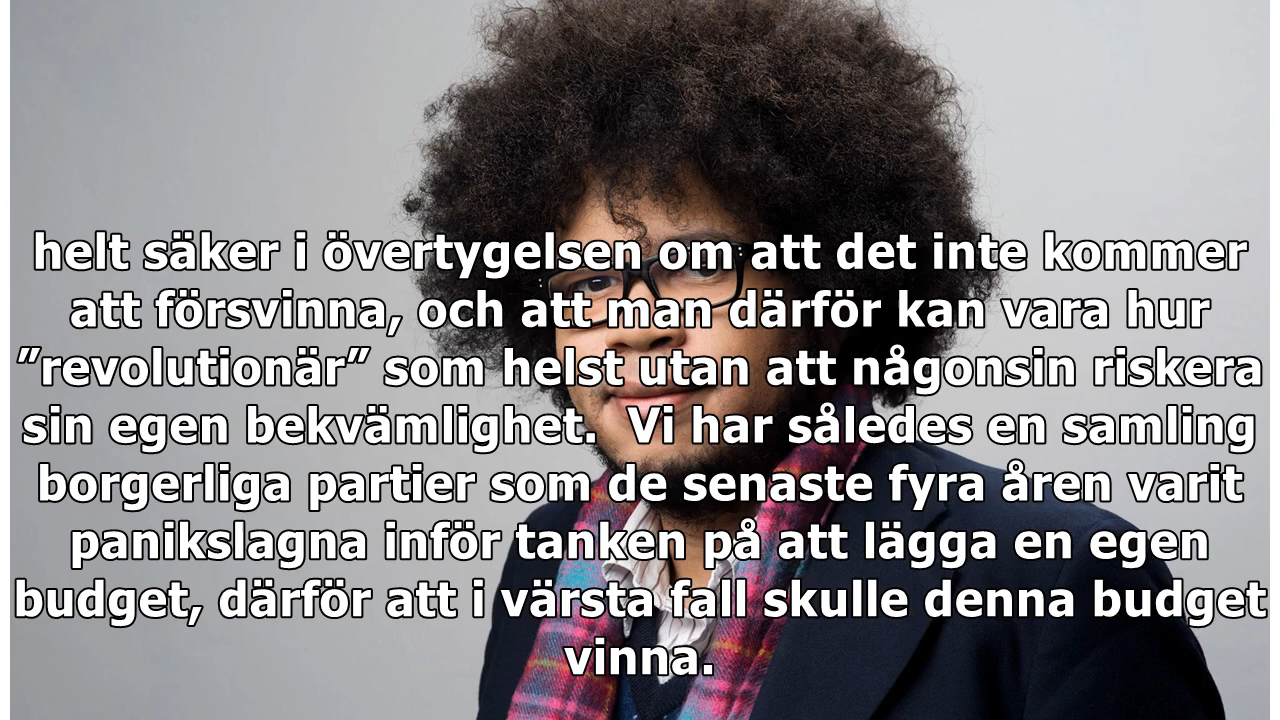 helt säker i övertygelsen om att det inte kommer
att försvinna, och att man därför kan vara hur
”revolutionär” som helst utan att någonsin riskera
sin egen bekvämlighet.  Vi har således en samling
borgerliga partier som de senaste fyra åren varit
panikslagna inför tanken på att lägga en egen
budget, därför att i värsta fall skulle denna budget
vinna.